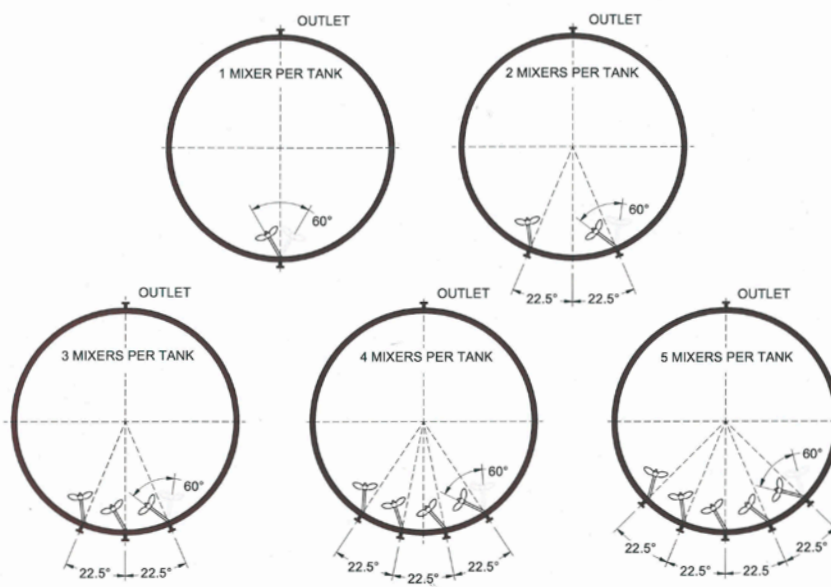 OUTLET
1 MIXER PER TANK
60°
OUTLET
2 MIXERS PER TANK
60°
22.5° 22.5°
OUTLET
3 MIXERS PER TANK
60°
22.5° 22.5°
OUTLET
4 MIXERS PER TANK
60°
22.5° 22.5° 22.5°
OUTLET
5 MIXERS PER TANK
60°
22.5° 22.5° 22.5° 22.5°